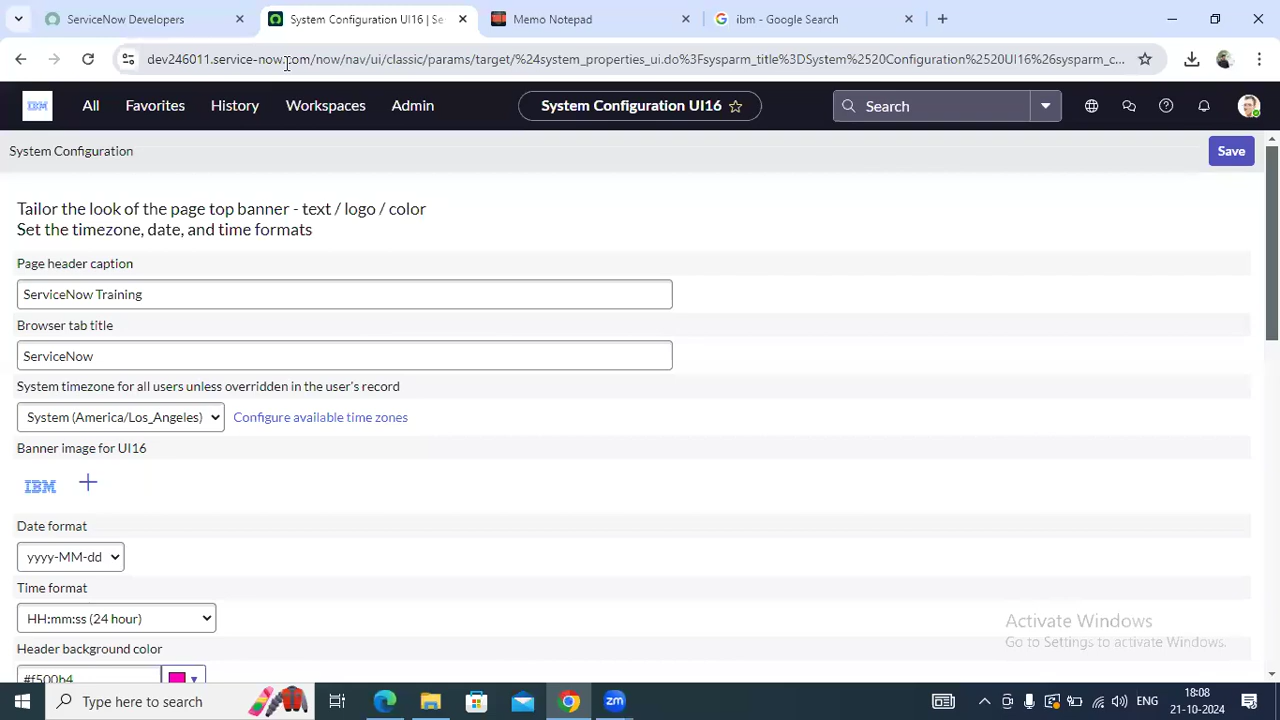 ServiceNow Developers
System Configuration UI16 | Se
Memo Notepad
ibm - Google Search
dev246011.service-now.com/now/nav/ui/classic/params/target/%24system_properties_ui.do%3Fsysparm_title%3DSystem%2520Configuration%2520UI16%26sysparm_c...
IBM All Favorites History Workspaces Admin System Configuration UI16 Search
System Configuration Save
Tailor the look of the page top banner - text / logo / color
Set the timezone, date, and time formats
Page header caption
ServiceNow Training
Browser tab title
ServiceNow
System timezone for all users unless overridden in the user's record
System (America/Los_Angeles) Configure available time zones
Banner image for UI16
IBM
Date format
yyyy-MM-dd
Time format
HH:mm:ss (24 hour)
Activate Windows
Go to Settings to activate Windows.
Header background color
#f500b4
Type here to search
zm
ENG
18:08
21-10-2024